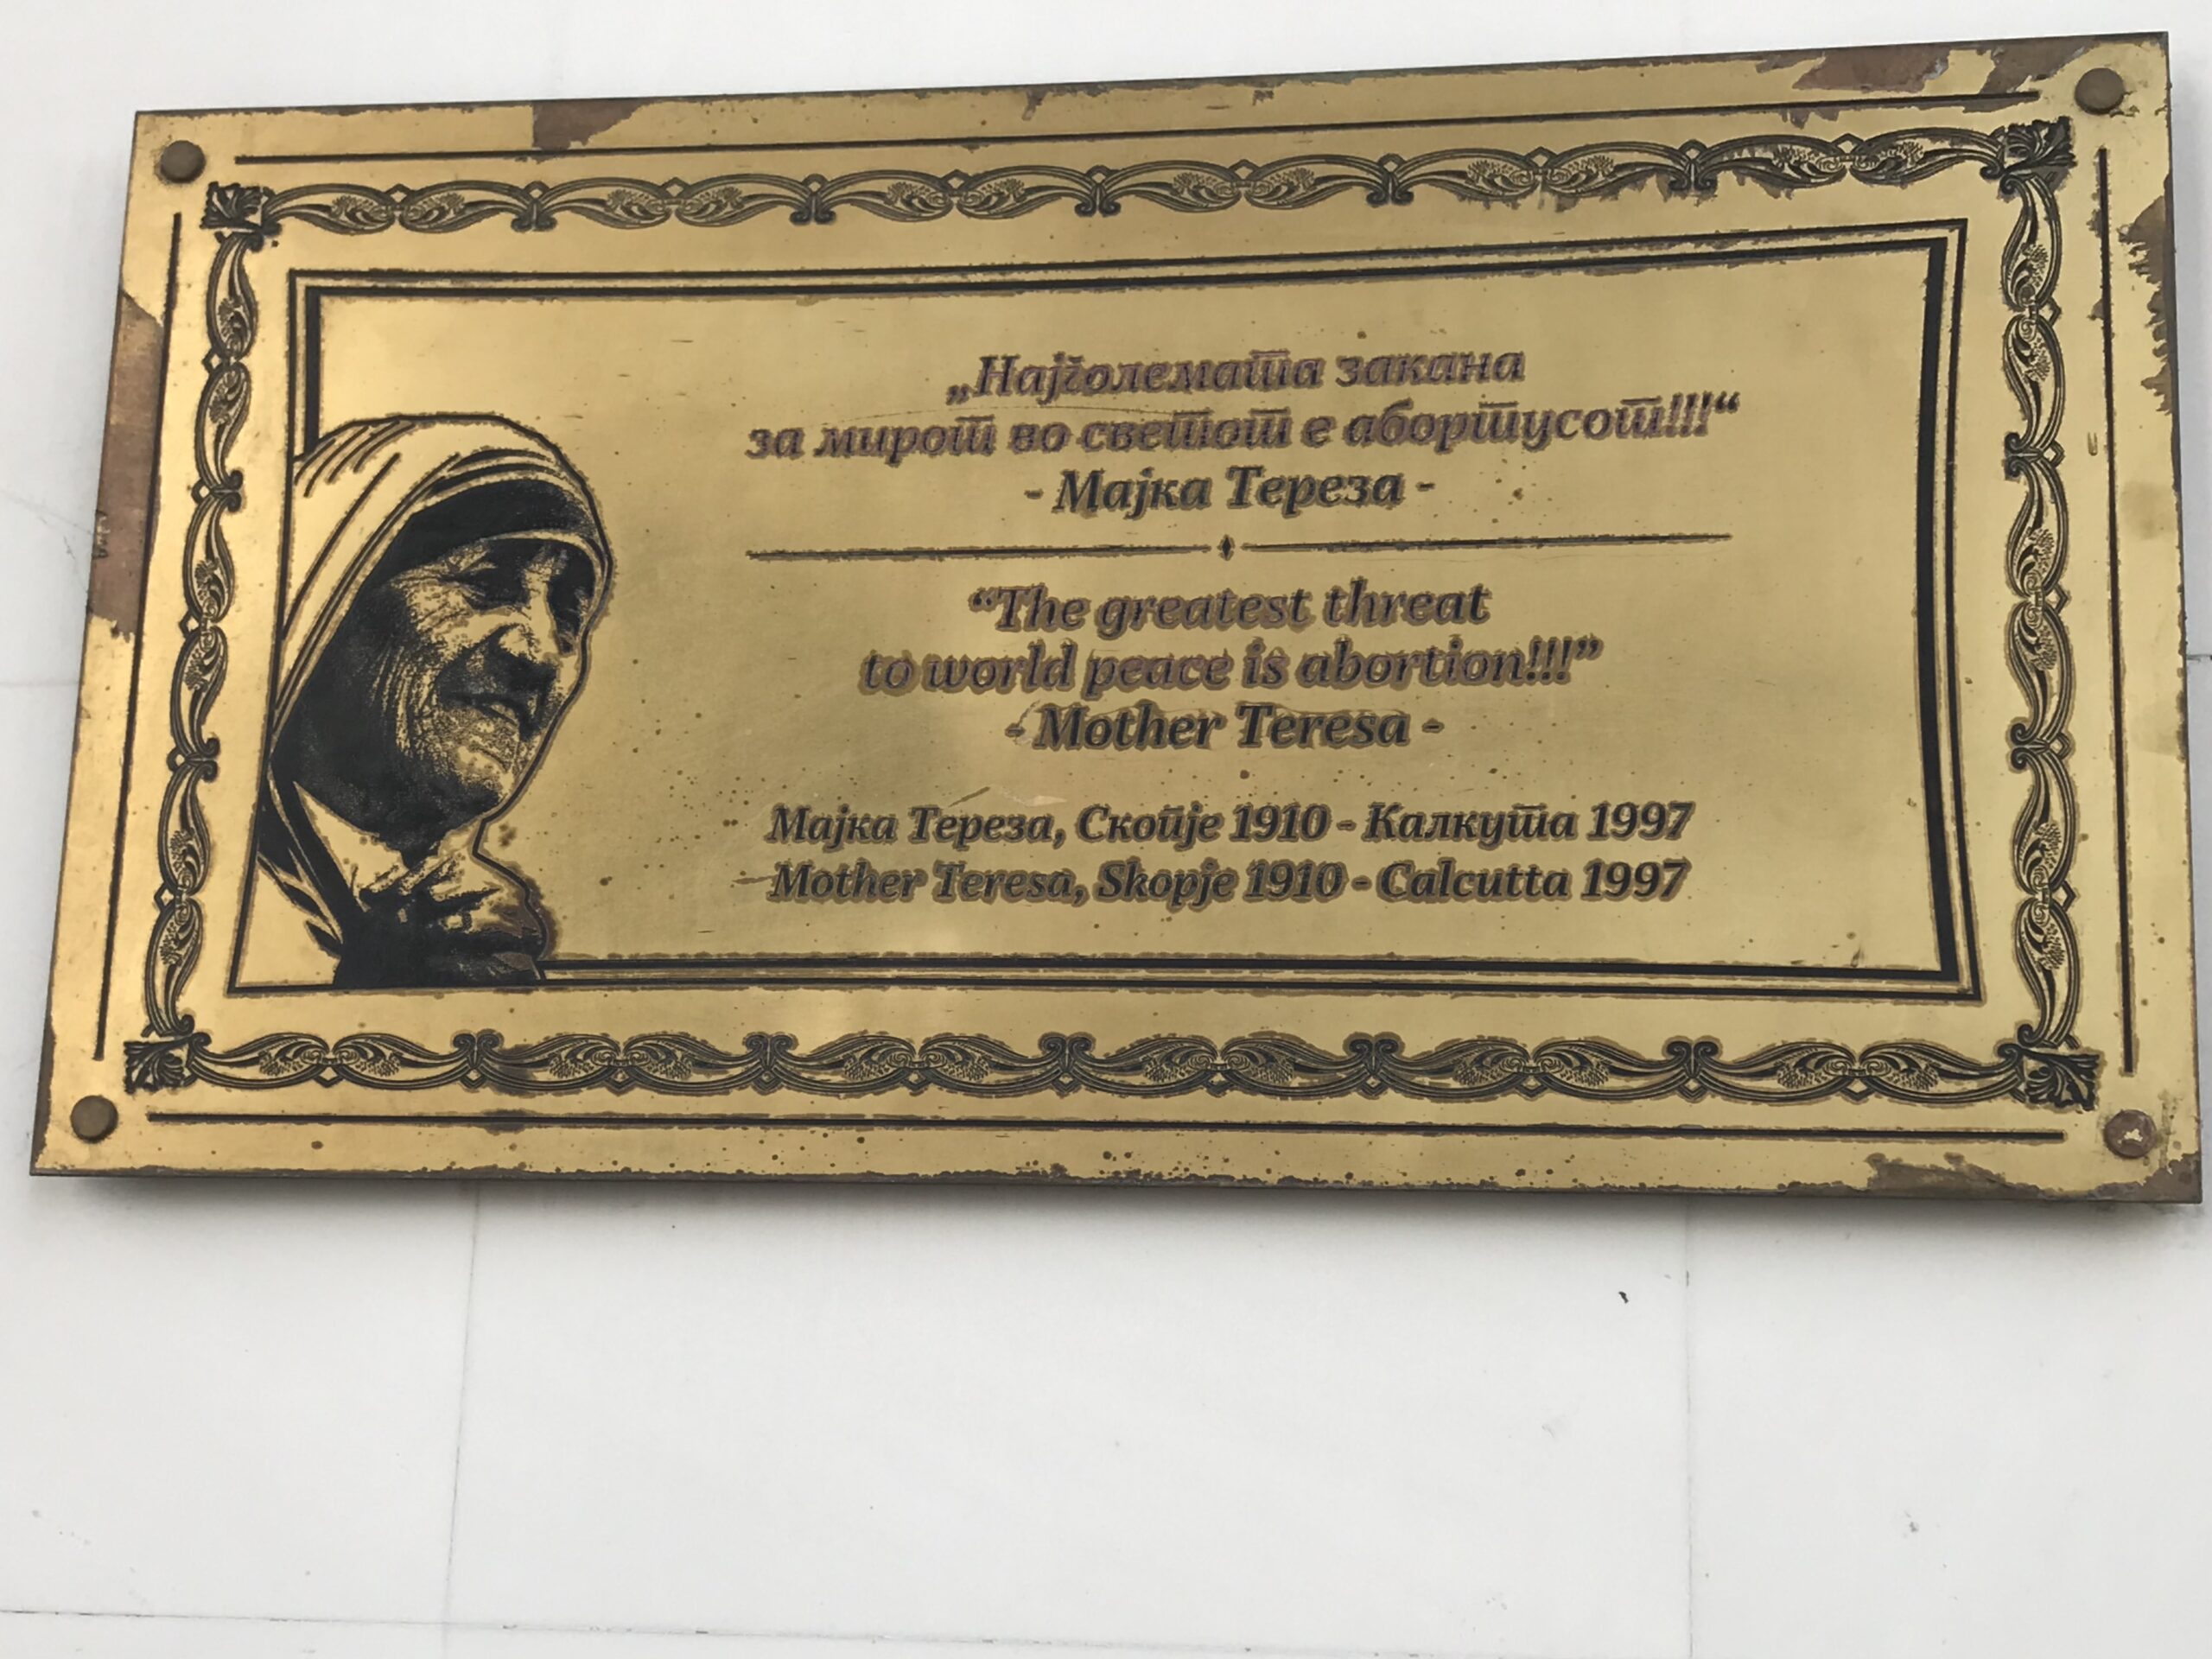 „Најголемата закана
за мирот во светот е абортусот!!!“
- Мајка Тереза -
“The greatest threat
to world peace is abortion!!!”
- Mother Teresa -
Мајка Тереза, Скопје 1910 - Калкута 1997
Mother Teresa, Skopje 1910 - Calcutta 1997